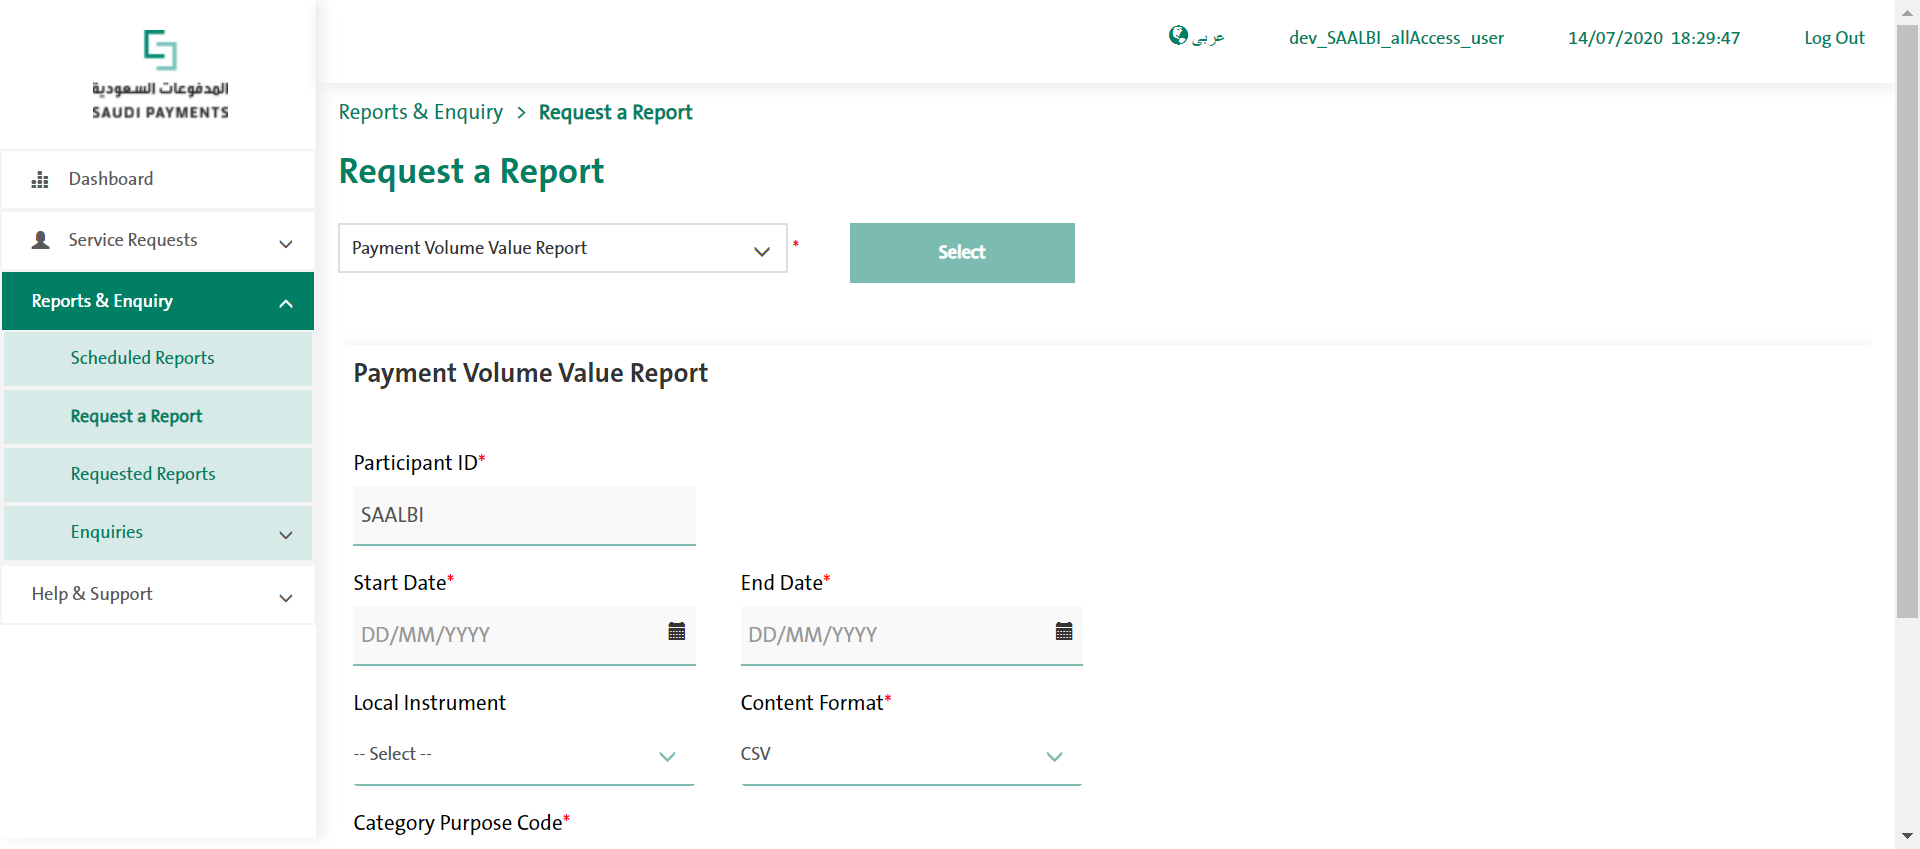 المدفوعات السعودية
SAUDI PAYMENTS
عربى
dev_SAALBI_allAccess_user
14/07/2020 18:29:47
Log Out
Dashboard
Service Requests
Reports & Enquiry
Scheduled Reports
Request a Report
Requested Reports
Enquiries
Help & Support
Reports & Enquiry > Request a Report
Request a Report
Payment Volume Value Report *
Select
Payment Volume Value Report
Participant ID*
SAALBI
Start Date* End Date*
DD/MM/YYYY DD/MM/YYYY
Local Instrument Content Format*
-- Select -- CSV
Category Purpose Code*